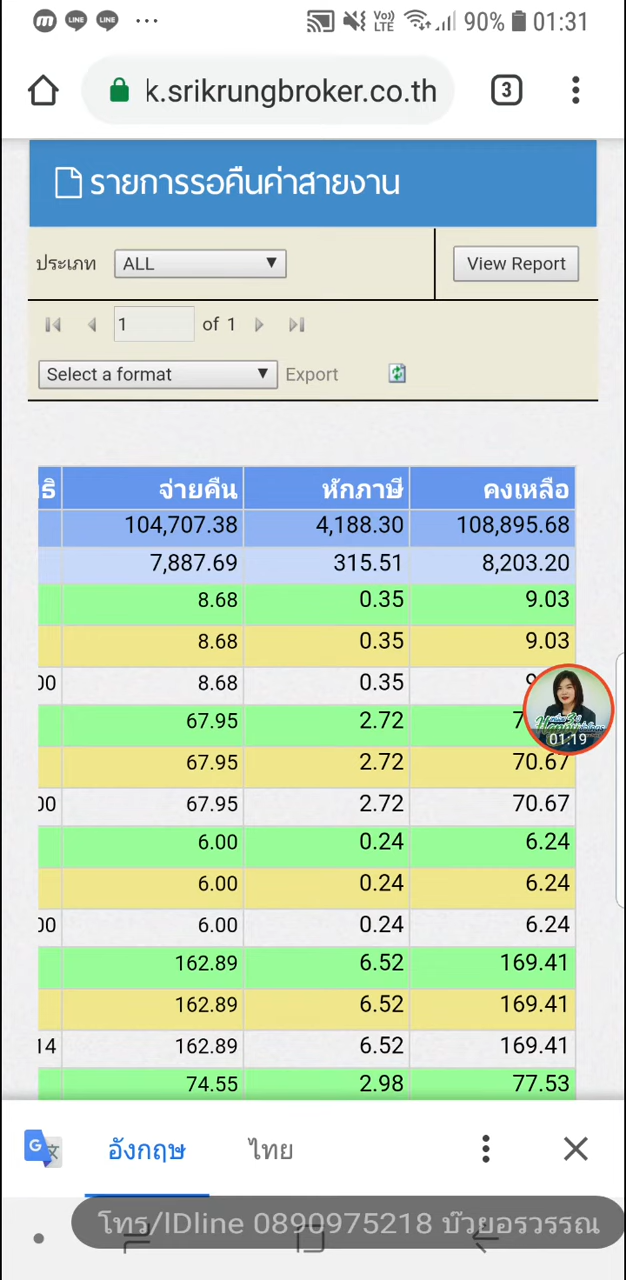 LINE LINE ... Vo)) LTE 90% 01:31
k.srikrungbroker.co.th 3
รายการรอคืนค่าสายงาน
ประเภท ALL View Report
1 of 1
Select a format Export
ธิ จ่ายคืน หักภาษี คงเหลือ
104,707.38 4,188.30 108,895.68
7,887.69 315.51 8,203.20
8.68 0.35 9.03
8.68 0.35 9.03
00 8.68 0.35
67.95 2.72
01:19
67.95 2.72 70.67
00 67.95 2.72 70.67
6.00 0.24 6.24
6.00 0.24 6.24
00 6.00 0.24 6.24
162.89 6.52 169.41
162.89 6.52 169.41
14 162.89 6.52 169.41
74.55 2.98 77.53
อังกฤษ ไทย
โทร/IDline 0890975218 บ๊วยอรวรรณ